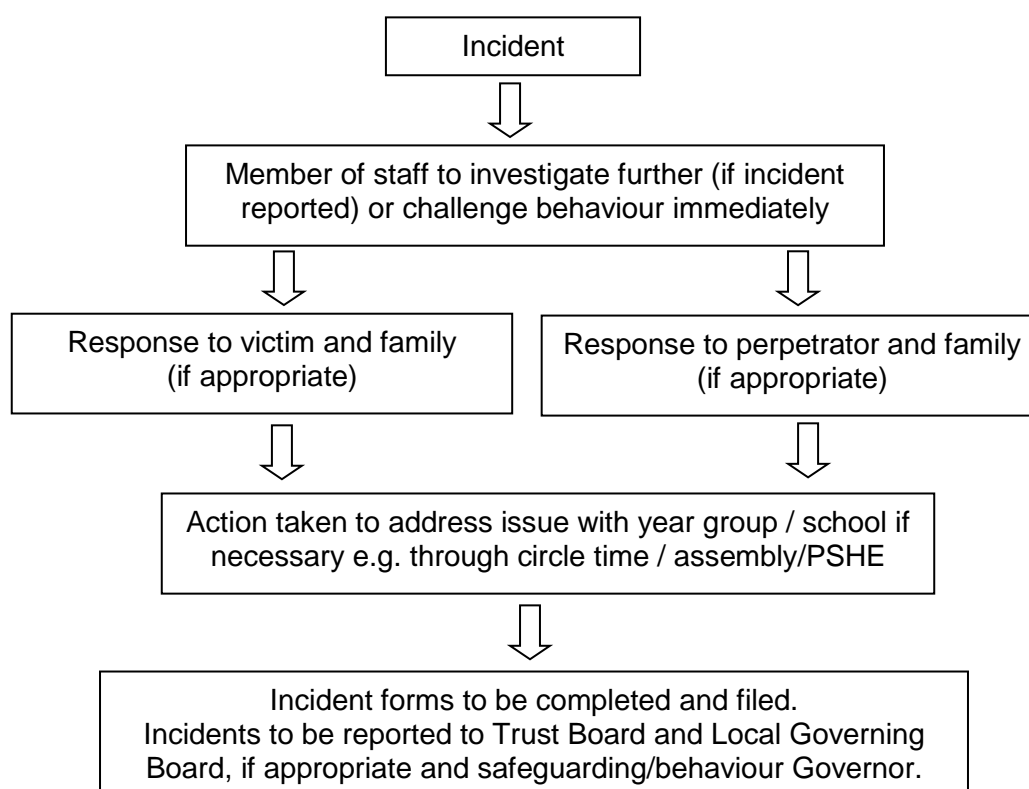 Incident
Member of staff to investigate further (if incident
reported) or challenge behaviour immediately
Response to victim and family
(if appropriate)
Response to perpetrator and family
(if appropriate)
Action taken to address issue with year group / school if
necessary e.g. through circle time / assembly/PSHE
Incident forms to be completed and filed.
Incidents to be reported to Trust Board and Local Governing
Board, if appropriate and safeguarding/behaviour Governor.